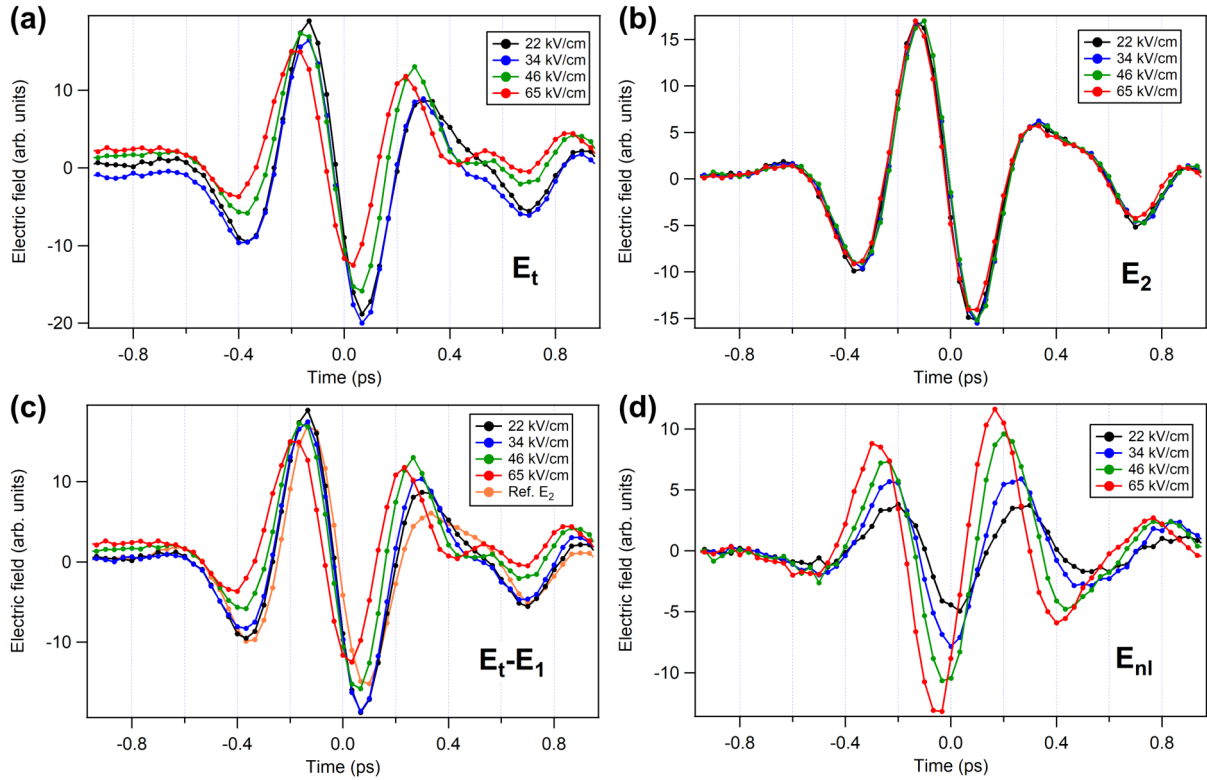 (a)
Electric field (arb. units)
10
0
-10
-20
22 kV/cm
34 kV/cm
46 kV/cm
65 kV/cm
E_t
-0.8
-0.4
0.0
0.4
0.8
Time (ps)
(b)
Electric field (arb. units)
15
10
5
0
-5
-10
-15
22 kV/cm
34 kV/cm
46 kV/cm
65 kV/cm
E_2
-0.8
-0.4
0.0
0.4
0.8
Time (ps)
(c)
Electric field (arb. units)
10
0
-10
22 kV/cm
34 kV/cm
46 kV/cm
65 kV/cm
Ref. E_2
E_t-E_1
-0.8
-0.4
0.0
0.4
0.8
Time (ps)
(d)
Electric field (arb. units)
10
5
0
-5
-10
22 kV/cm
34 kV/cm
46 kV/cm
65 kV/cm
E_nl
-0.8
-0.4
0.0
0.4
0.8
Time (ps)